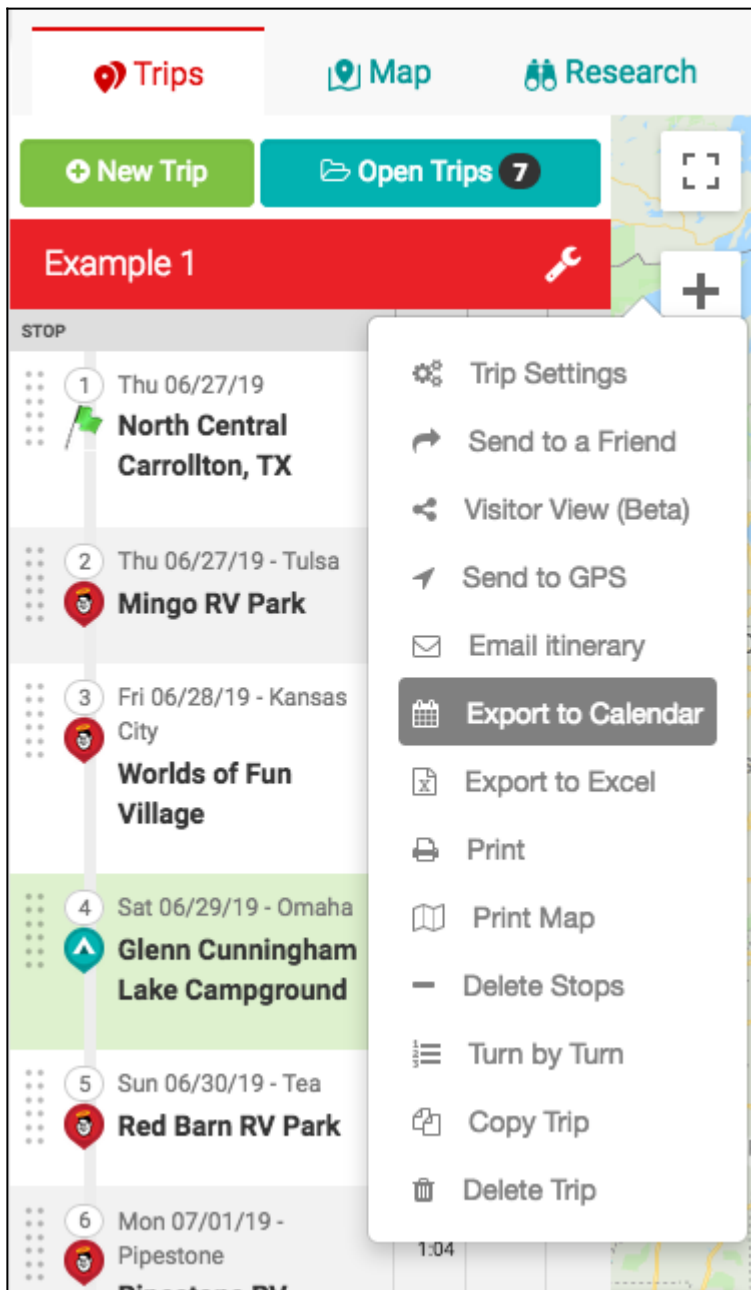 Trips
Map
Research
New Trip
Open Trips 7
Example 1
STOP
1 Thu 06/27/19
North Central
Carrollton, TX
2 Thu 06/27/19 - Tulsa
Mingo RV Park
3 Fri 06/28/19 - Kansas
City
Worlds of Fun
Village
4 Sat 06/29/19 - Omaha
Glenn Cunningham
Lake Campground
5 Sun 06/30/19 - Tea
Red Barn RV Park
6 Mon 07/01/19 -
Pipestone
Pipestone RV
Trip Settings
Send to a Friend
Visitor View (Beta)
Send to GPS
Email itinerary
Export to Calendar
Export to Excel
Print
Print Map
Delete Stops
Turn by Turn
Copy Trip
Delete Trip
1:04